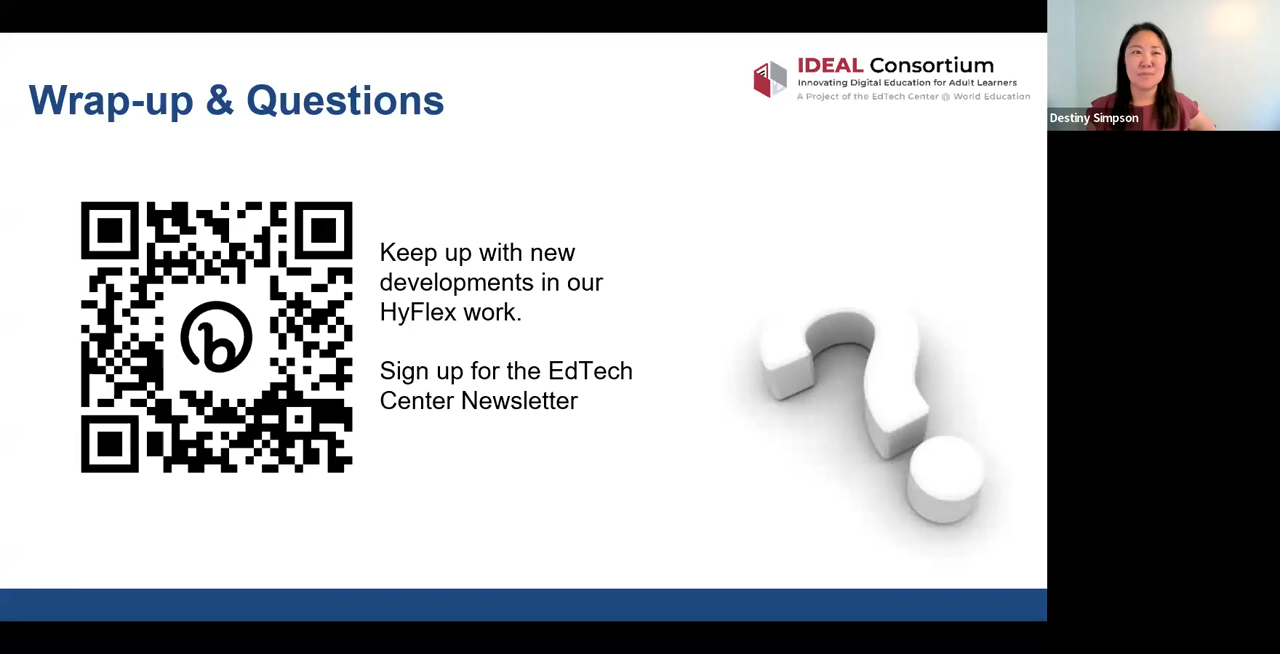 IDEAL Consortium
Innovating Digital Education for Adult Learners
A Project of the EdTech Center @ World Education
Wrap-up & Questions
Destiny Simpson
Keep up with new
developments in our
HyFlex work.
Sign up for the EdTech
Center Newsletter
b
?